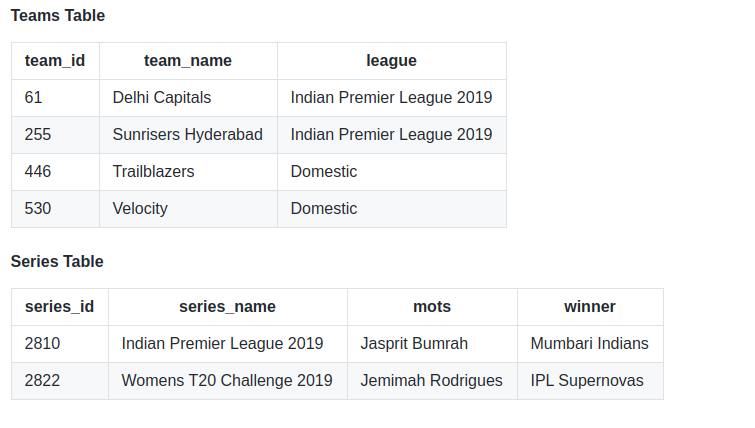 Teams Table
team_id team_name league
61 Delhi Capitals Indian Premier League 2019
255 Sunrisers Hyderabad Indian Premier League 2019
446 Trailblazers Domestic
530 Velocity Domestic
Series Table
series_id series_name mots winner
2810 Indian Premier League 2019 Jasprit Bumrah Mumbari Indians
2822 Womens T20 Challenge 2019 Jemimah Rodrigues IPL Supernovas